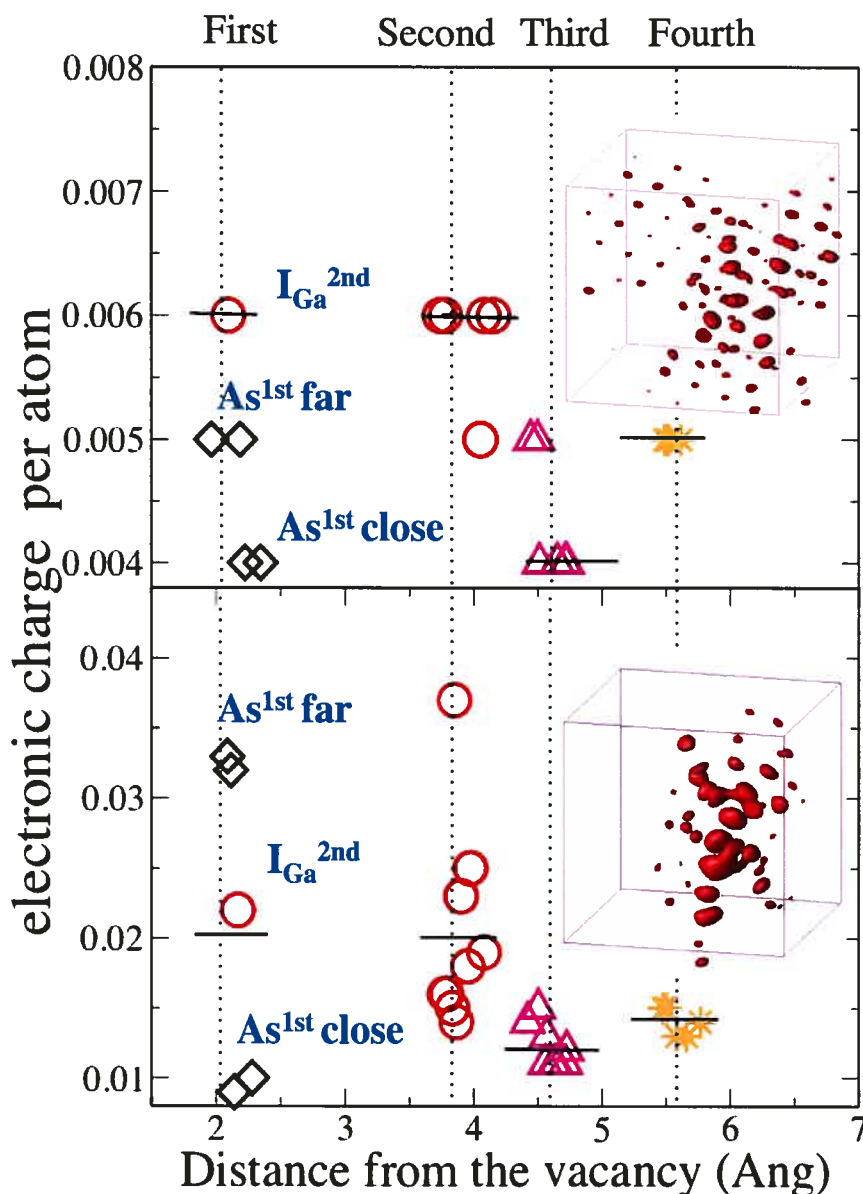 First Second Third Fourth
0.008
0.007
I_Ga^2nd
0.006
As^1st far
0.005
As^1st close
0.004
electronic charge per atom
0.04
As^1st far
0.03
I_Ga^2nd
0.02
As^1st close
0.01
2 3 4 5 6 7
Distance from the vacancy (Ang)